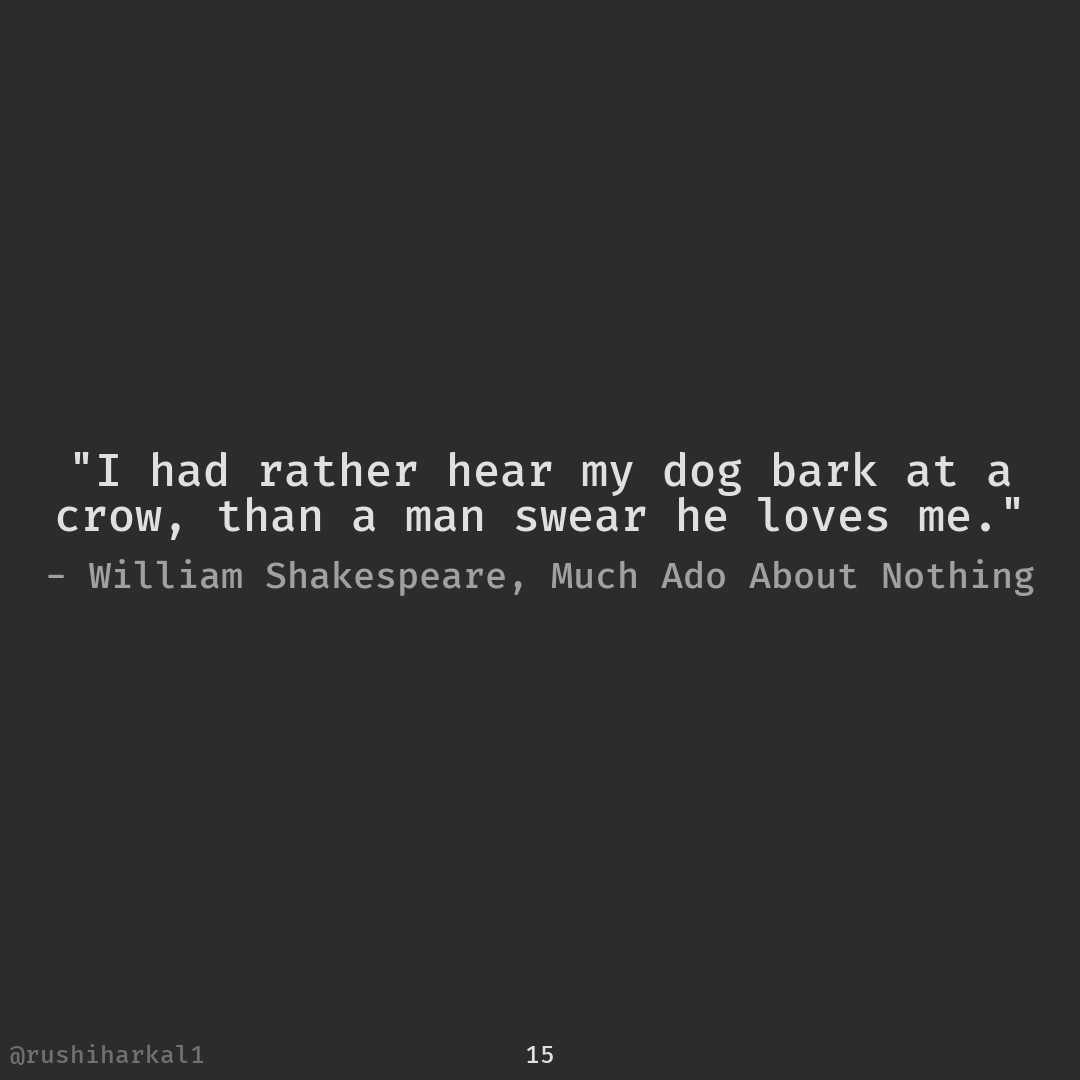 "I had rather hear my dog bark at a
crow, than a man swear he loves me."
– William Shakespeare, Much Ado About Nothing
@rushiharkal1
15